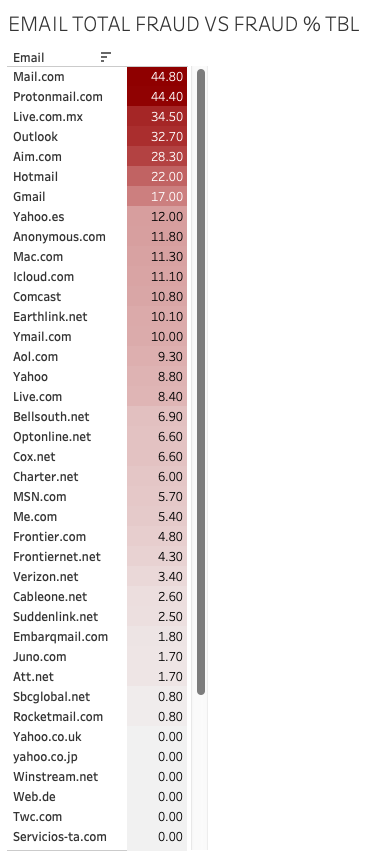 EMAIL TOTAL FRAUD VS FRAUD % TBL
Email
Mail.com 44.80
Protonmail.com 44.40
Live.com.mx 34.50
Outlook 32.70
Aim.com 28.30
Hotmail 22.00
Gmail 17.00
Yahoo.es 12.00
Anonymous.com 11.80
Mac.com 11.30
Icloud.com 11.10
Comcast 10.80
Earthlink.net 10.10
Ymail.com 10.00
Aol.com 9.30
Yahoo 8.80
Live.com 8.40
Bellsouth.net 6.90
Optonline.net 6.60
Cox.net 6.60
Charter.net 6.00
MSN.com 5.70
Me.com 5.40
Frontier.com 4.80
Frontiernet.net 4.30
Verizon.net 3.40
Cableone.net 2.60
Suddenlink.net 2.50
Embarqmail.com 1.80
Juno.com 1.70
Att.net 1.70
Sbcglobal.net 0.80
Rocketmail.com 0.80
Yahoo.co.uk 0.00
yahoo.co.jp 0.00
Winstream.net 0.00
Web.de 0.00
Twc.com 0.00
Servicios-ta.com 0.00